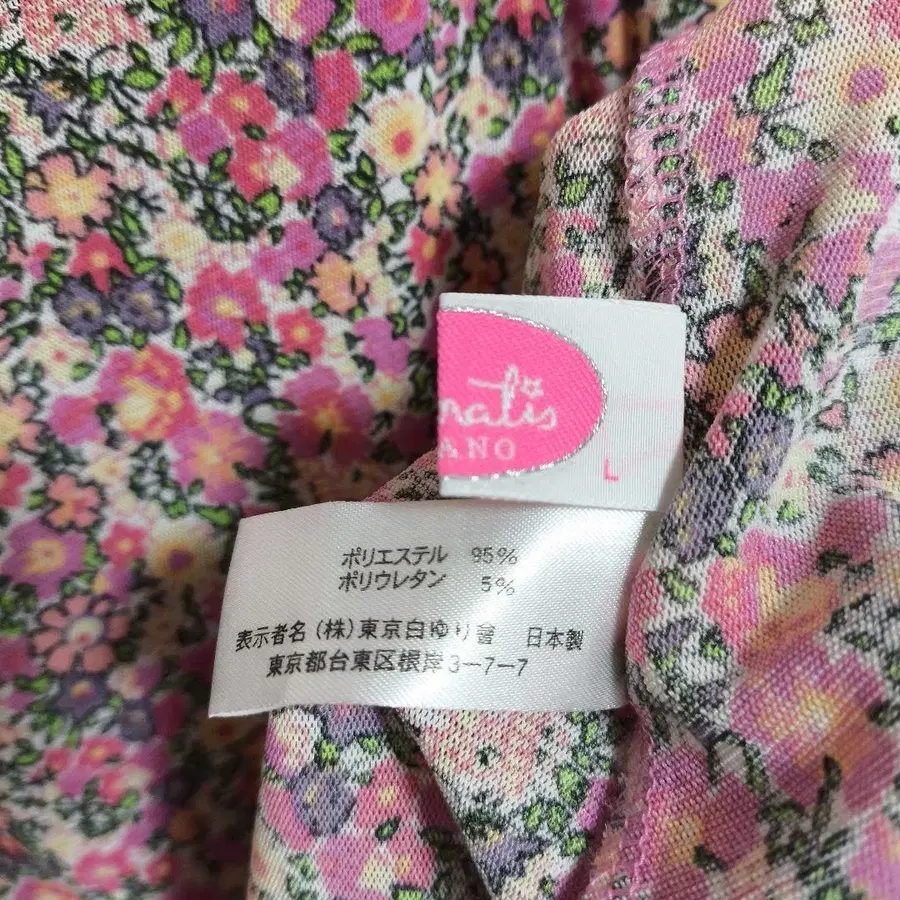 L
ポリエステル 95%
ポリウレタン 5%
表示者名 (株)東京白ゆり會 日本製
東京都台東区根岸3-7-7